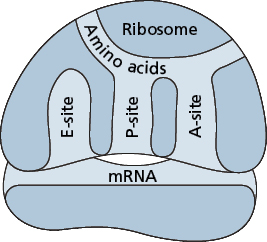 Ribosome
Amino acids
E-site
P-site
A-site
mRNA